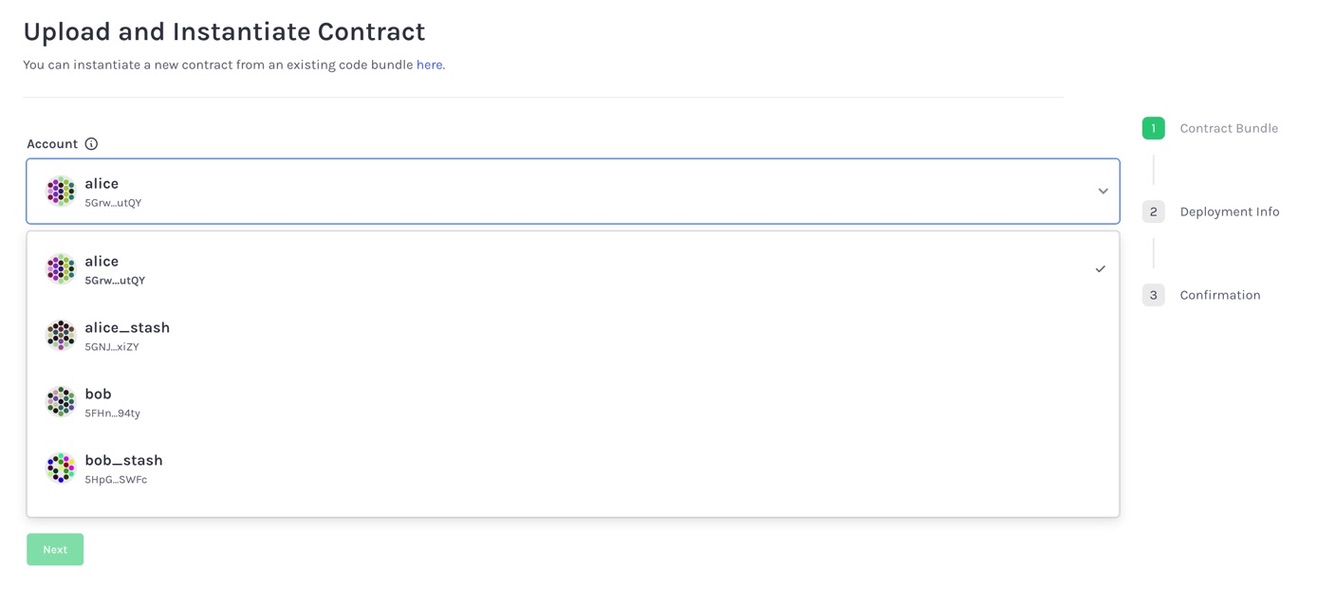 Upload and Instantiate Contract
You can instantiate a new contract from an existing code bundle here.
Account
alice
5Grw...utQY
alice
5Grw...utQY
alice_stash
5GNJ...xiZY
bob
5FHn...94ty
bob_stash
5HpG...SWFc
Next
1 Contract Bundle
2 Deployment Info
3 Confirmation